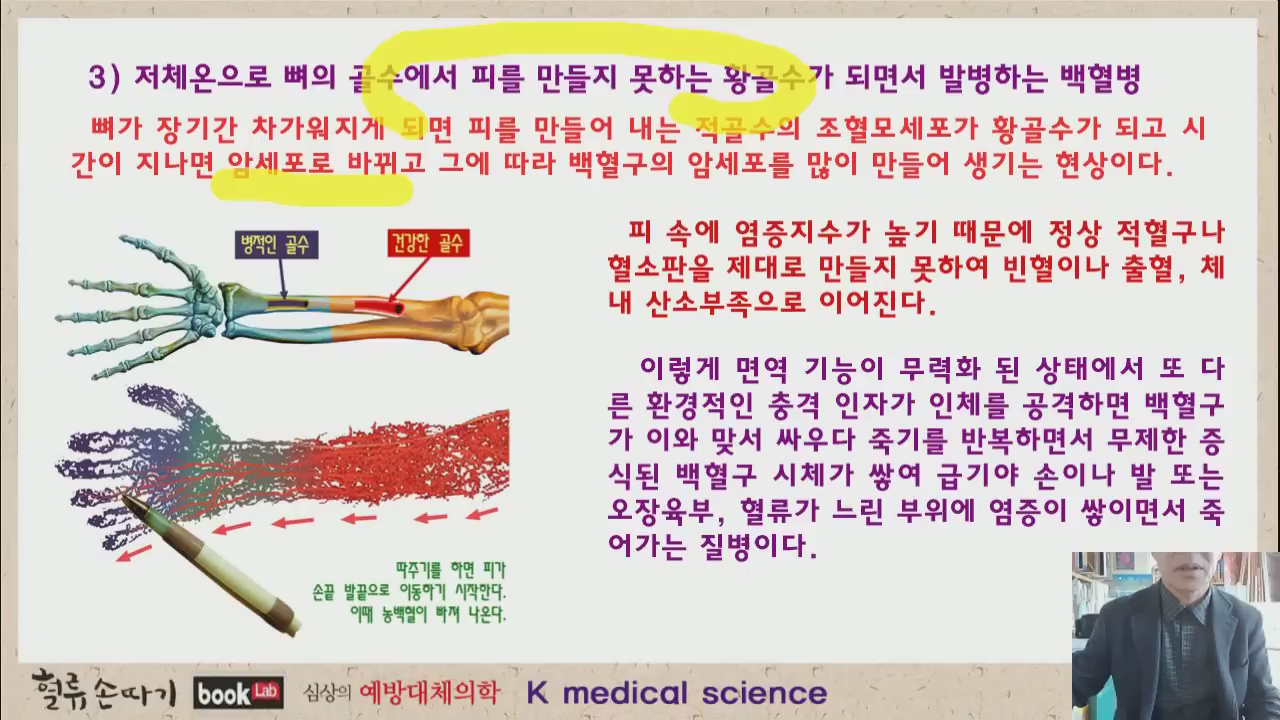 3) 저체온으로 뼈의 골수에서 피를 만들지 못하는 황골수가 되면서 발병하는 백혈병
뼈가 장기간 차가워지게 되면 피를 만들어 내는 적골수의 조혈모세포가 황골수가 되고 시
간이 지나면 암세포로 바뀌고 그에 따라 백혈구의 암세포를 많이 만들어 생기는 현상이다.
병적인 골수
건강한 골수
피 속에 염증지수가 높기 때문에 정상 적혈구나
혈소판을 제대로 만들지 못하여 빈혈이나 출혈, 체
내 산소부족으로 이어진다.
이렇게 면역 기능이 무력화 된 상태에서 또 다
른 환경적인 충격 인자가 인체를 공격하면 백혈구
가 이와 맞서 싸우다 죽기를 반복하면서 무제한 증
식된 백혈구 시체가 쌓여 급기야 손이나 발 또는
오장육부, 혈류가 느린 부위에 염증이 쌓이면서 죽
어가는 질병이다.
따주기를 하면 피가
손끝 발끝으로 이동하기 시작한다.
이때 농백혈이 빠져 나온다.
혈류 손따기
book Lab
심상의 예방대체의학
K medical science